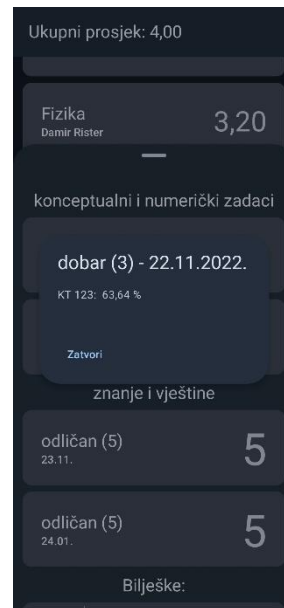 Ukupni prosjek: 4,00
Fizika
Damir Rister
3,20
konceptualni i numerički zadaci
dobar (3) - 22.11.2022.
KT 123: 63,64 %
Zatvori
znanje i vještine
odličan (5)
23.11.
5
odličan (5)
24.01.
5
Bilješke: